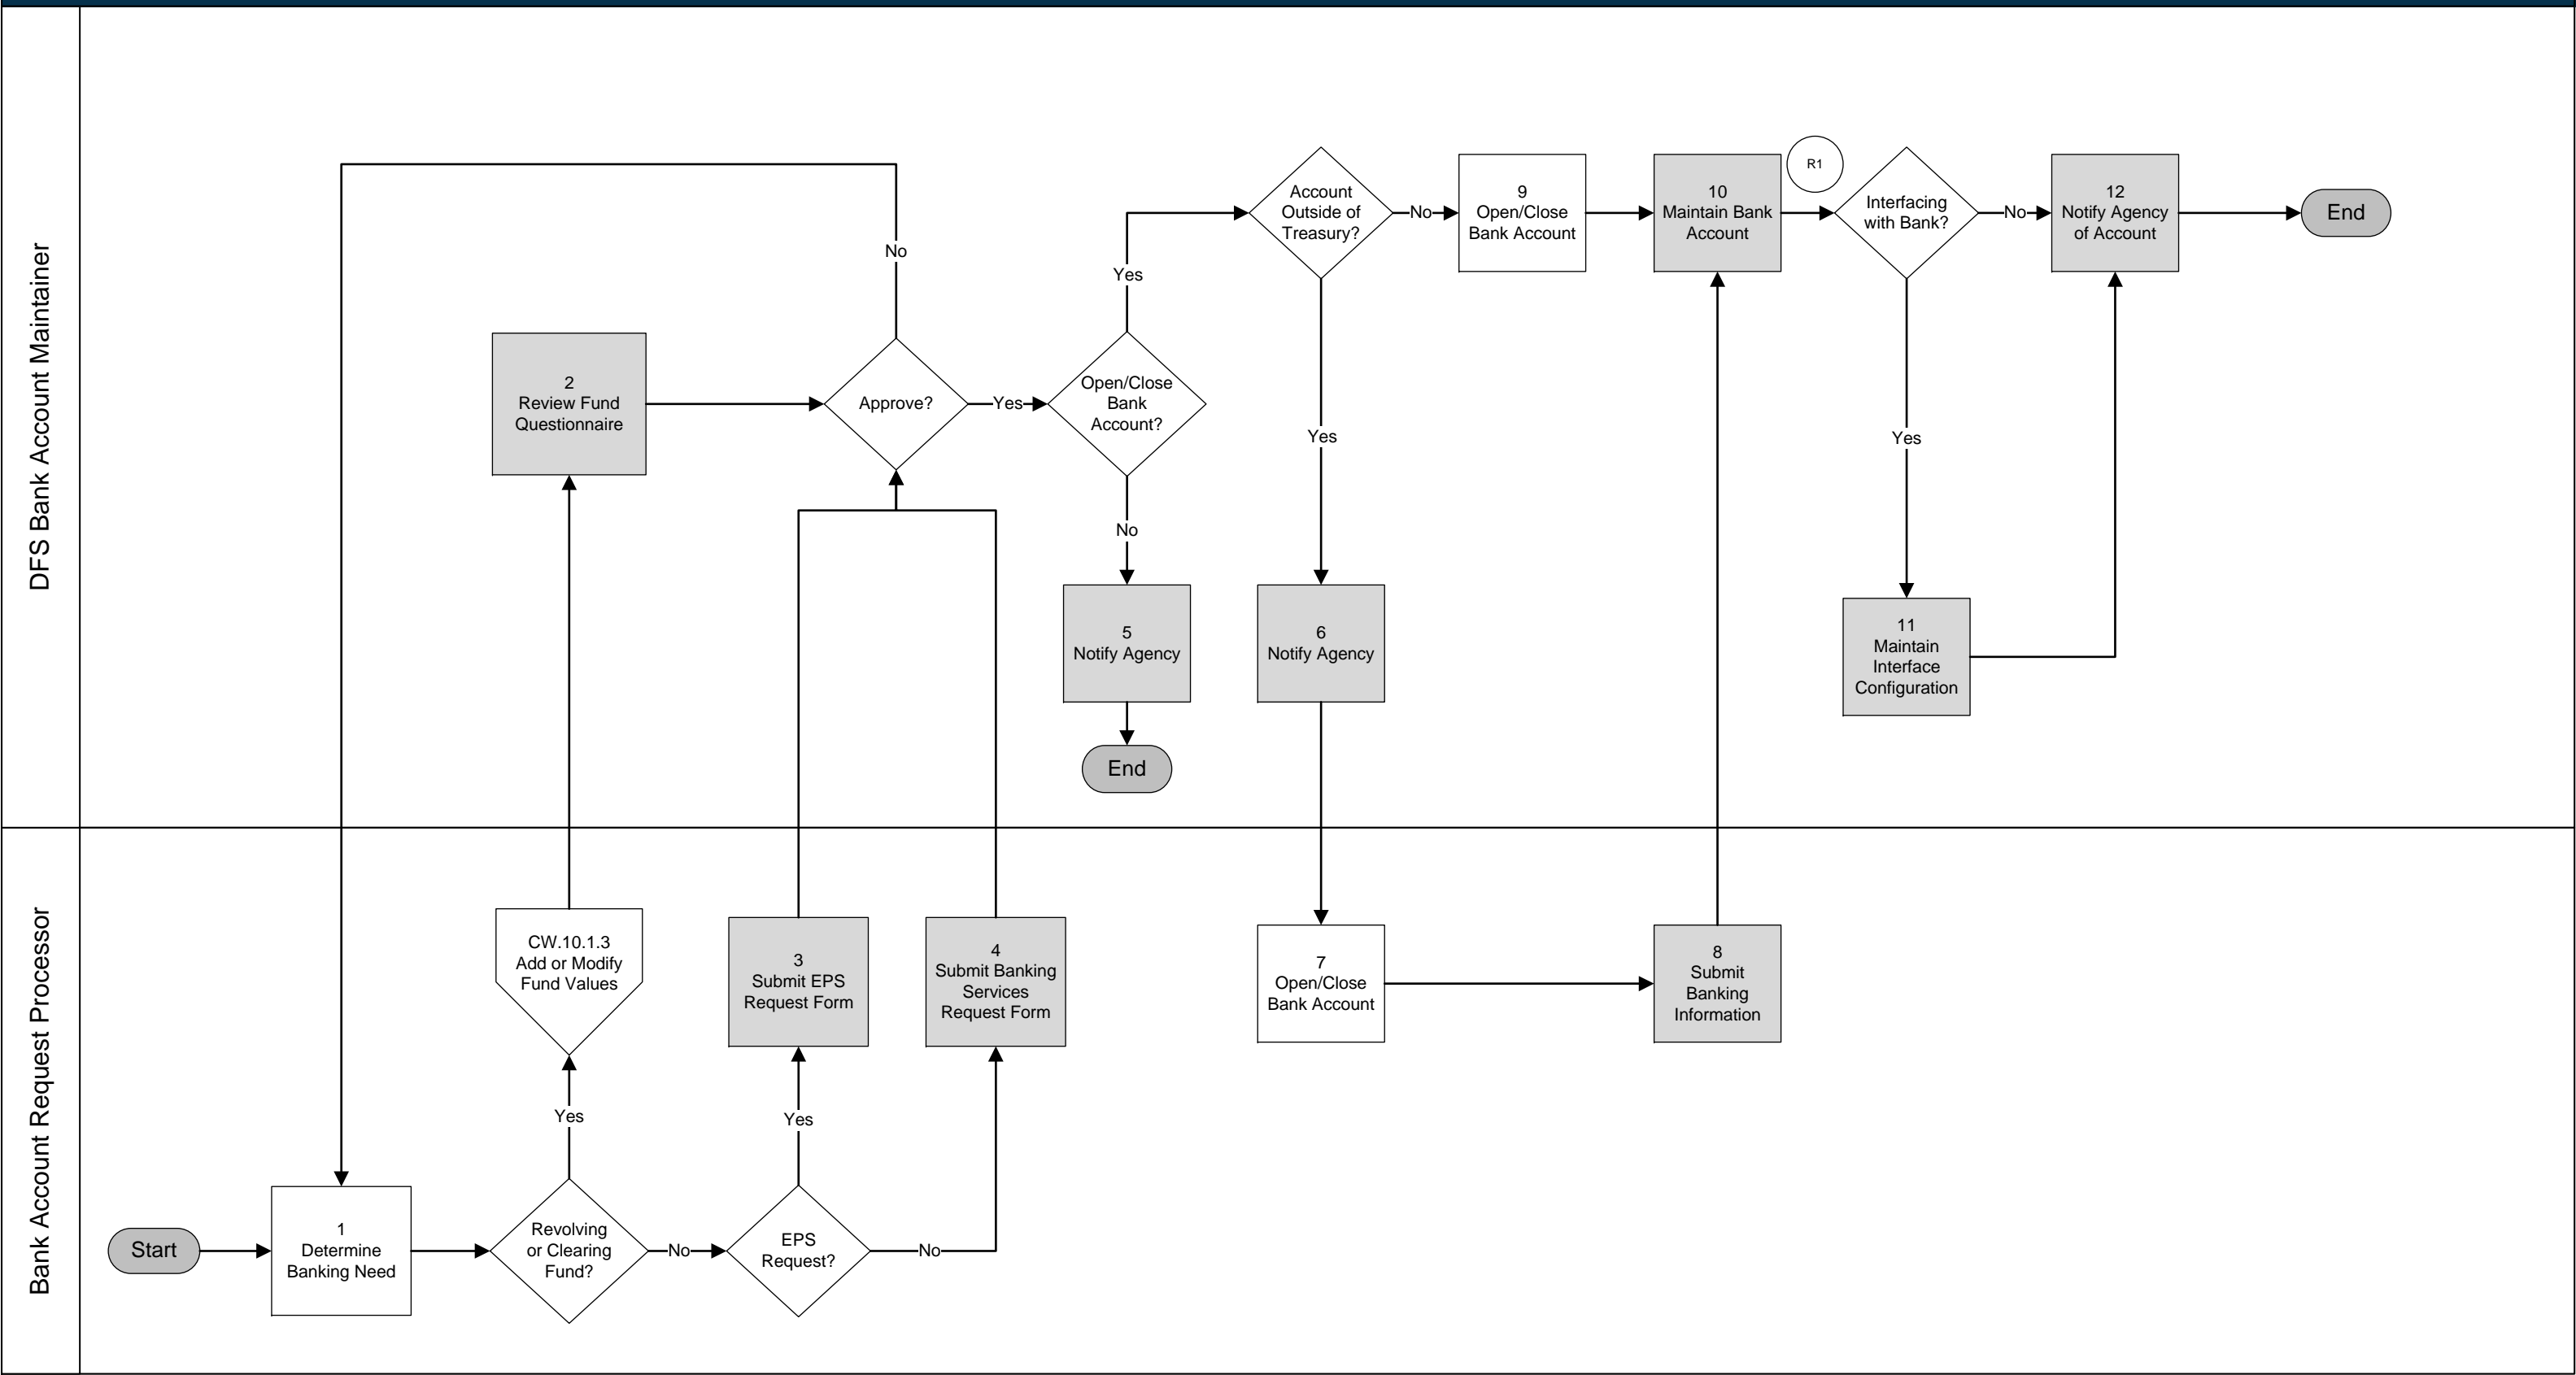 DFS Bank Account Maintainer
No
2
Review Fund
Questionnaire
Approve?
Yes
Open/Close
Bank
Account?
Yes
No
5
Notify Agency
End
Account
Outside of
Treasury?
No
Yes
6
Notify Agency
9
Open/Close
Bank Account
10
Maintain Bank
Account
R1
Interfacing
with Bank?
No
Yes
11
Maintain
Interface
Configuration
12
Notify Agency
of Account
End
Bank Account Request Processor
Start
1
Determine
Banking Need
Revolving
or Clearing
Fund?
Yes
CW.10.1.3
Add or Modify
Fund Values
No
EPS
Request?
Yes
3
Submit EPS
Request Form
No
4
Submit Banking
Services
Request Form
7
Open/Close
Bank Account
8
Submit
Banking
Information